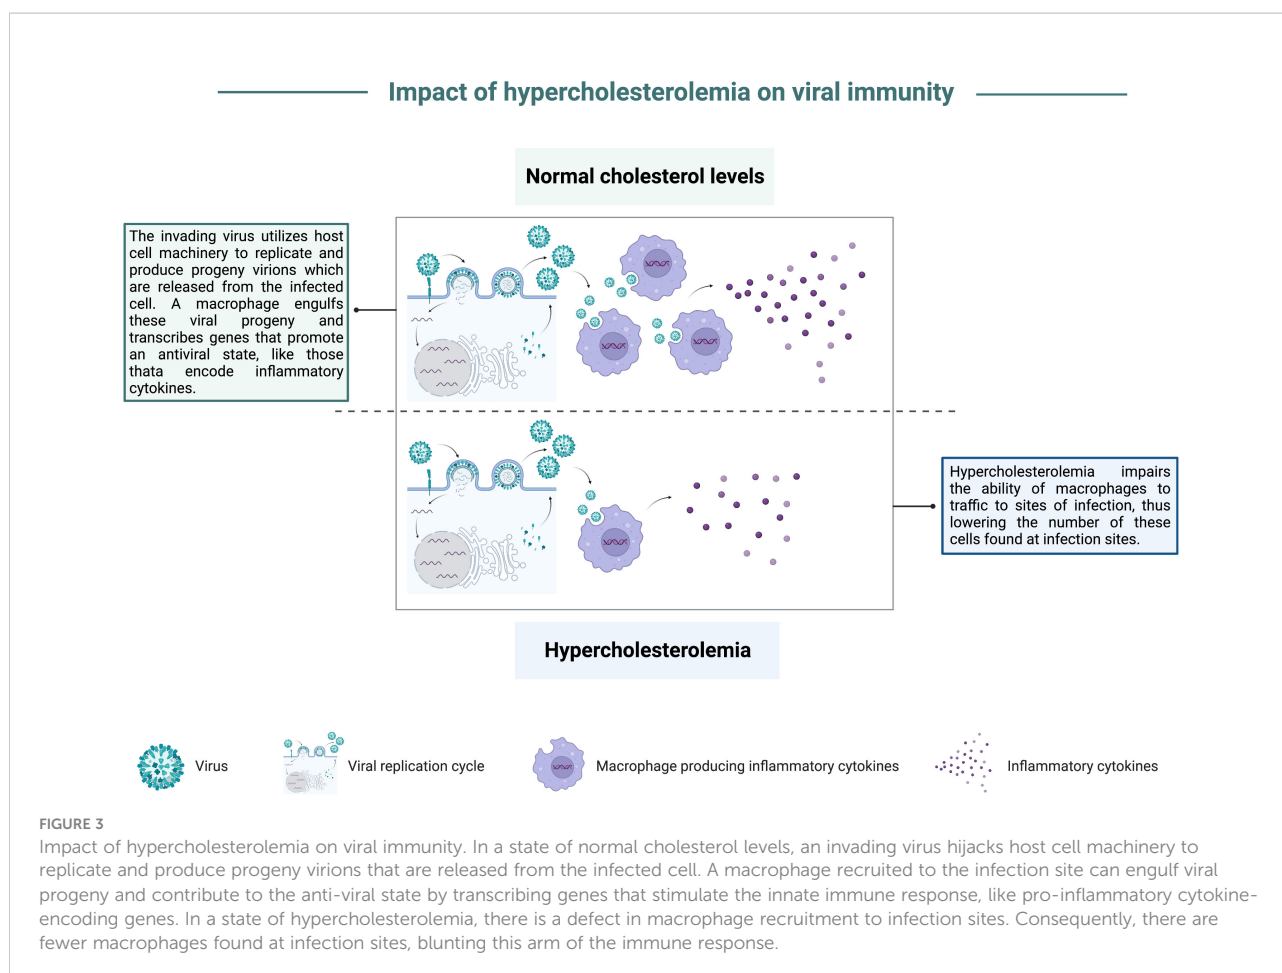 Impact of hypercholesterolemia on viral immunity
Normal cholesterol levels
The invading virus utilizes host
cell machinery to replicate and
produce progeny virions which
are released from the infected
cell. A macrophage engulfs
these viral progeny and
transcribes genes that promote
an antiviral state, like those
thata encode inflammatory
cytokines.
Hypercholesterolemia impairs
the ability of macrophages to
traffic to sites of infection, thus
lowering the number of these
cells found at infection sites.
Hypercholesterolemia
Virus
Viral replication cycle
Macrophage producing inflammatory cytokines
Inflammatory cytokines
FIGURE 3
Impact of hypercholesterolemia on viral immunity. In a state of normal cholesterol levels, an invading virus hijacks host cell machinery to
replicate and produce progeny virions that are released from the infected cell. A macrophage recruited to the infection site can engulf viral
progeny and contribute to the anti-viral state by transcribing genes that stimulate the innate immune response, like pro-inflammatory cytokine-
encoding genes. In a state of hypercholesterolemia, there is a defect in macrophage recruitment to infection sites. Consequently, there are
fewer macrophages found at infection sites, blunting this arm of the immune response.